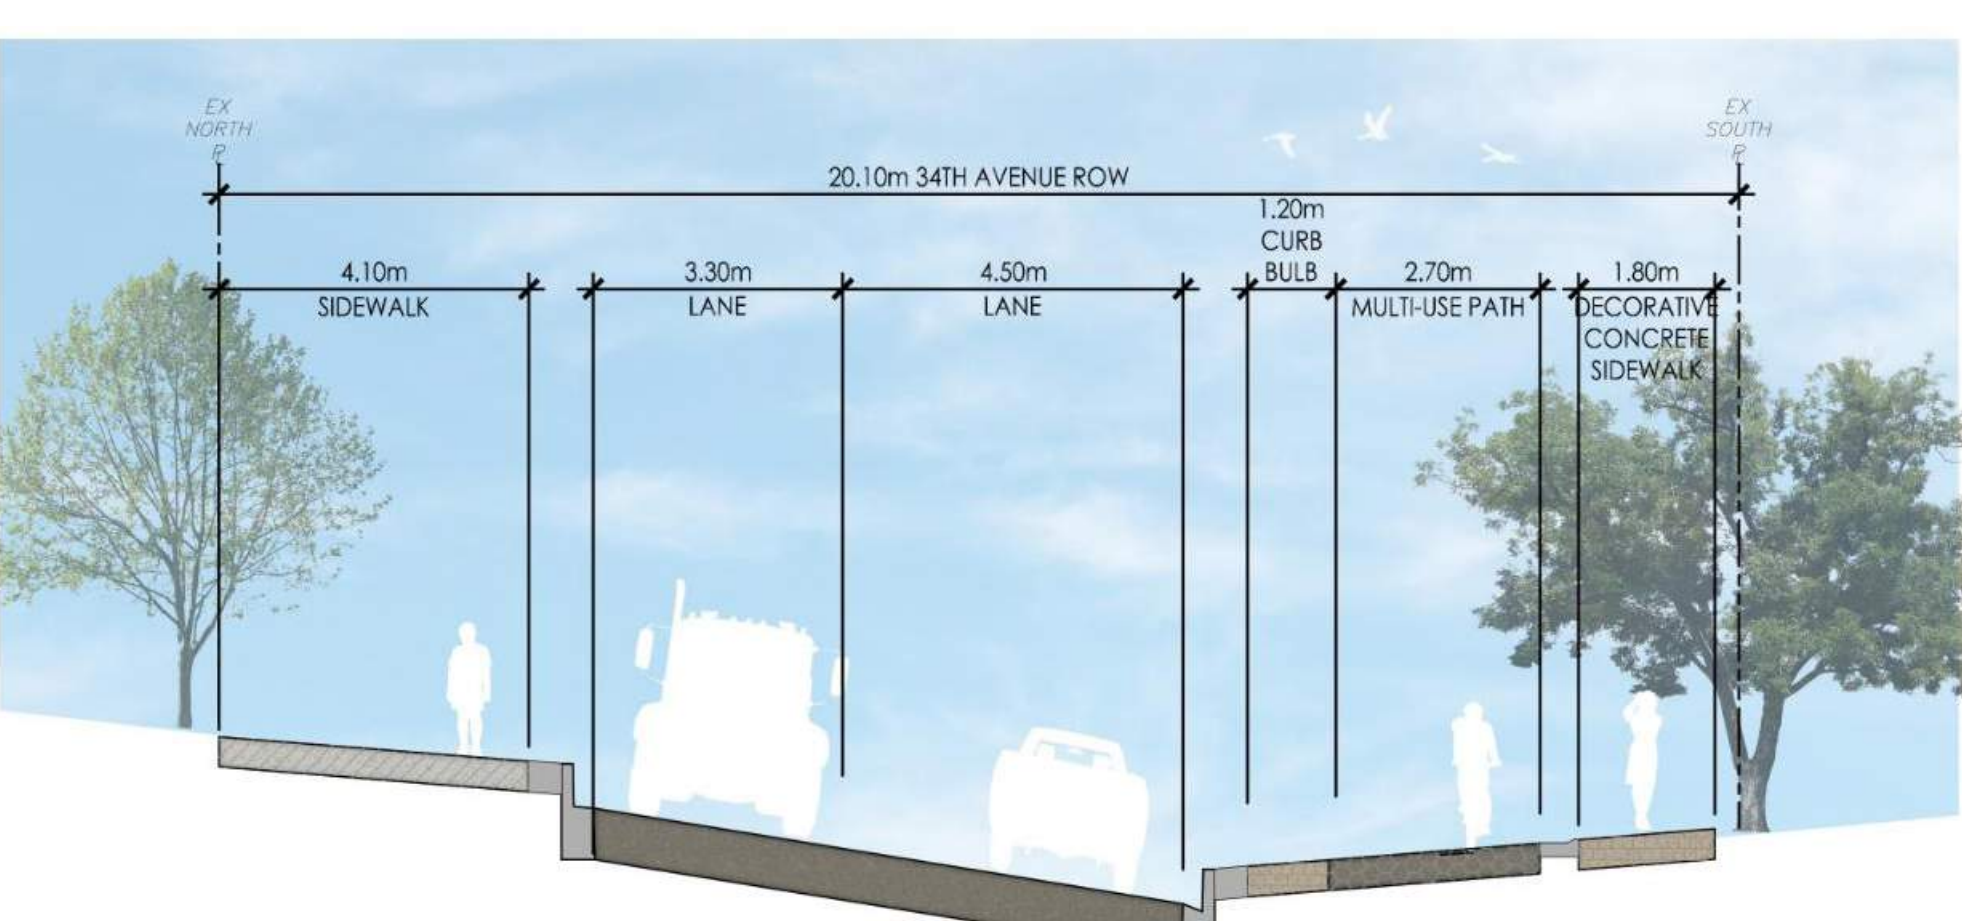 EX
NORTH
EX
SOUTH
20.10m 34TH AVENUE ROW
4.10m
SIDEWALK
3.30m
LANE
4.50m
LANE
1.20m
CURB
BULB
2.70m
MULTI-USE PATH
1.80m
DECORATIVE
CONCRETE
SIDEWALK